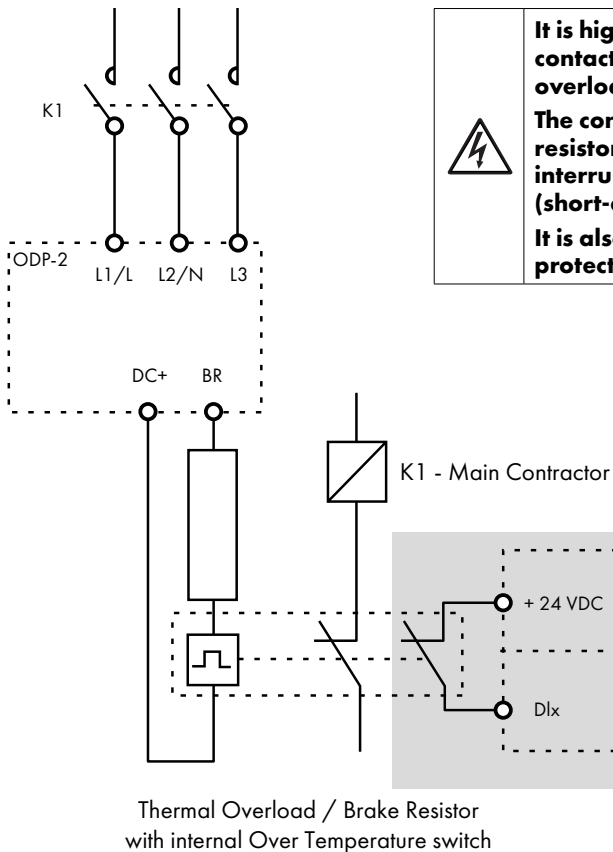 It is hig
contact
overloa
The con
resistor
interru
(short-
It is als
protect
K1
ODP-2
L1/L L2/N L3
DC+ BR
K1 - Main Contractor
+ 24 VDC
DIx
Thermal Overload / Brake Resistor
with internal Over Temperature switch